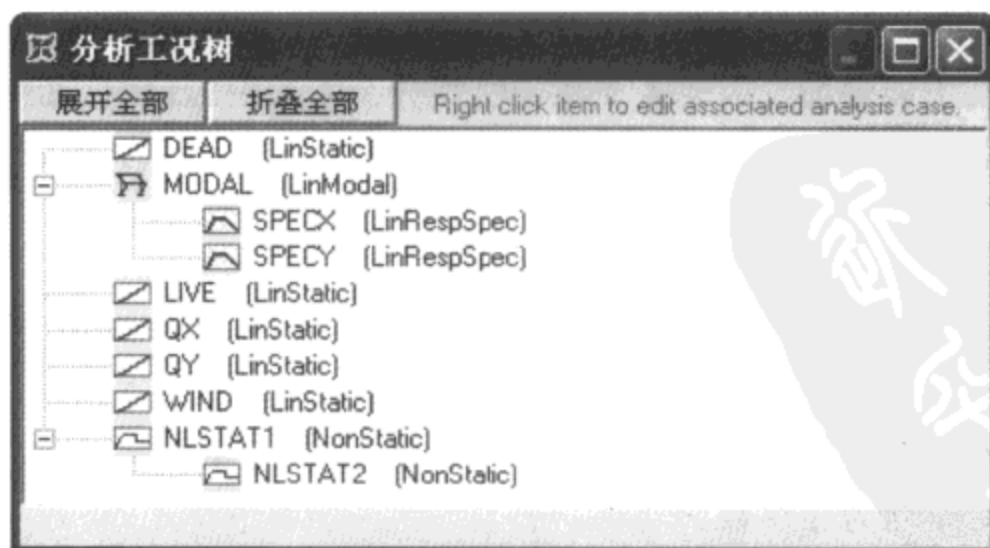 分析工况树
展开全部 折叠全部 Right click item to edit associated analysis case.
DEAD (LinStatic)
MODAL (LinModal)
SPECX (LinRespSpec)
SPECY (LinRespSpec)
LIVE (LinStatic)
QX (LinStatic)
QY (LinStatic)
WIND (LinStatic)
NLSTAT1 (NonStatic)
NLSTAT2 (NonStatic)